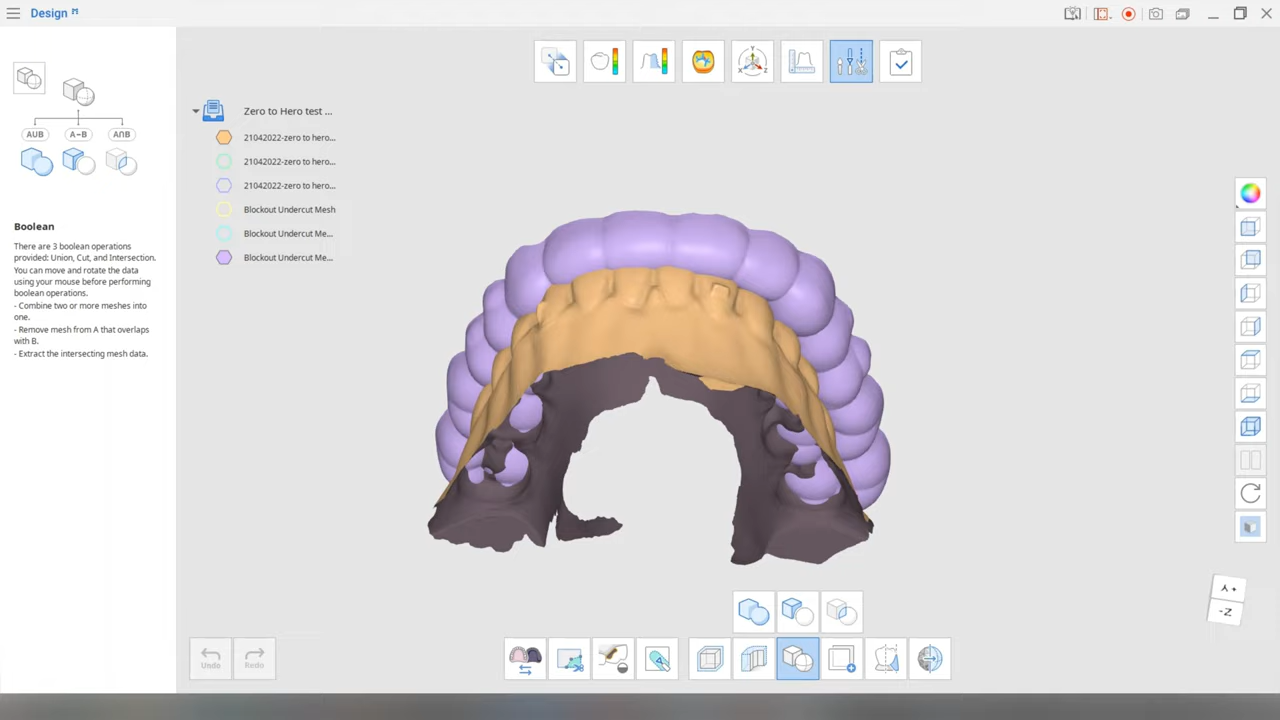 Design
Zero to Hero test ...
21042022-zero to hero...
21042022-zero to hero...
21042022-zero to hero...
Blockout Undercut Mesh
Blockout Undercut Me...
Blockout Undercut Me...
AUB
A-B
A∩B
Boolean
There are 3 boolean operations
provided: Union, Cut, and Intersection.
You can move and rotate the data
using your mouse before performing
boolean operations.
- Combine two or more meshes into
one.
- Remove mesh from A that overlaps
with B.
- Extract the intersecting mesh data.
Y
X
Z
Y +
Z-
Undo
Redo